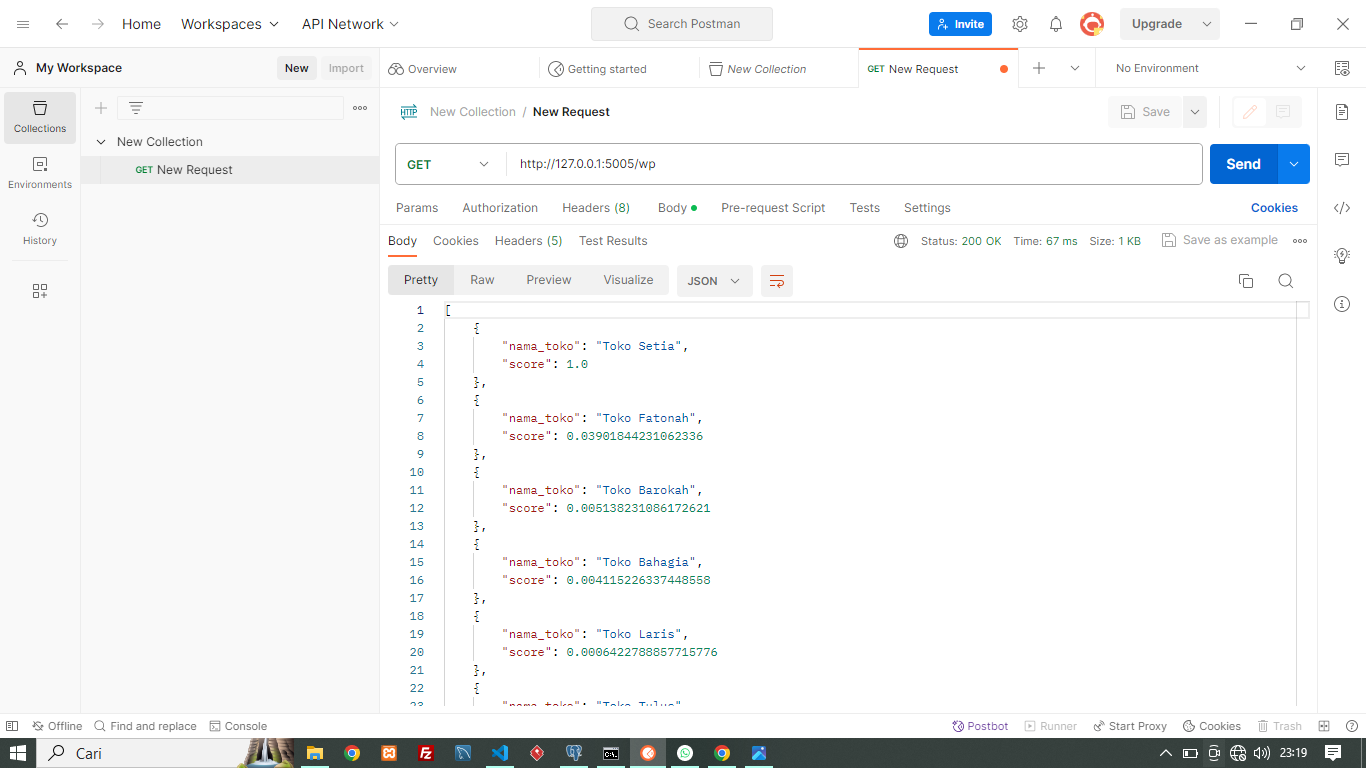 Home
Workspaces
API Network
Search Postman
Invite
Upgrade
My Workspace
New
Import
Overview
Getting started
New Collection
GET New Request
No Environment
Collections
Environments
History
New Collection
GET New Request
New Collection / New Request
Save
GET
http://127.0.0.1:5005/wp
Send
Params
Authorization
Headers (8)
Body
Pre-request Script
Tests
Settings
Cookies
Body
Cookies
Headers (5)
Test Results
Status: 200 OK
Time: 67 ms
Size: 1 KB
Save as example
Pretty
Raw
Preview
Visualize
JSON
1 [
2 {
3 "nama_toko": "Toko Setia",
4 "score": 1.0
5 },
6 {
7 "nama_toko": "Toko Fatonah",
8 "score": 0.03901844231062336
9 },
10 {
11 "nama_toko": "Toko Barokah",
12 "score": 0.005138231086172621
13 },
14 {
15 "nama_toko": "Toko Bahagia",
16 "score": 0.004115226337448558
17 },
18 {
19 "nama_toko": "Toko Laris",
20 "score": 0.0006422788857715776
21 },
22 {
23 "nama_toko": "Toko Tulus"
Offline
Find and replace
Console
Postbot
Runner
Start Proxy
Cookies
Trash
Cari
23:19